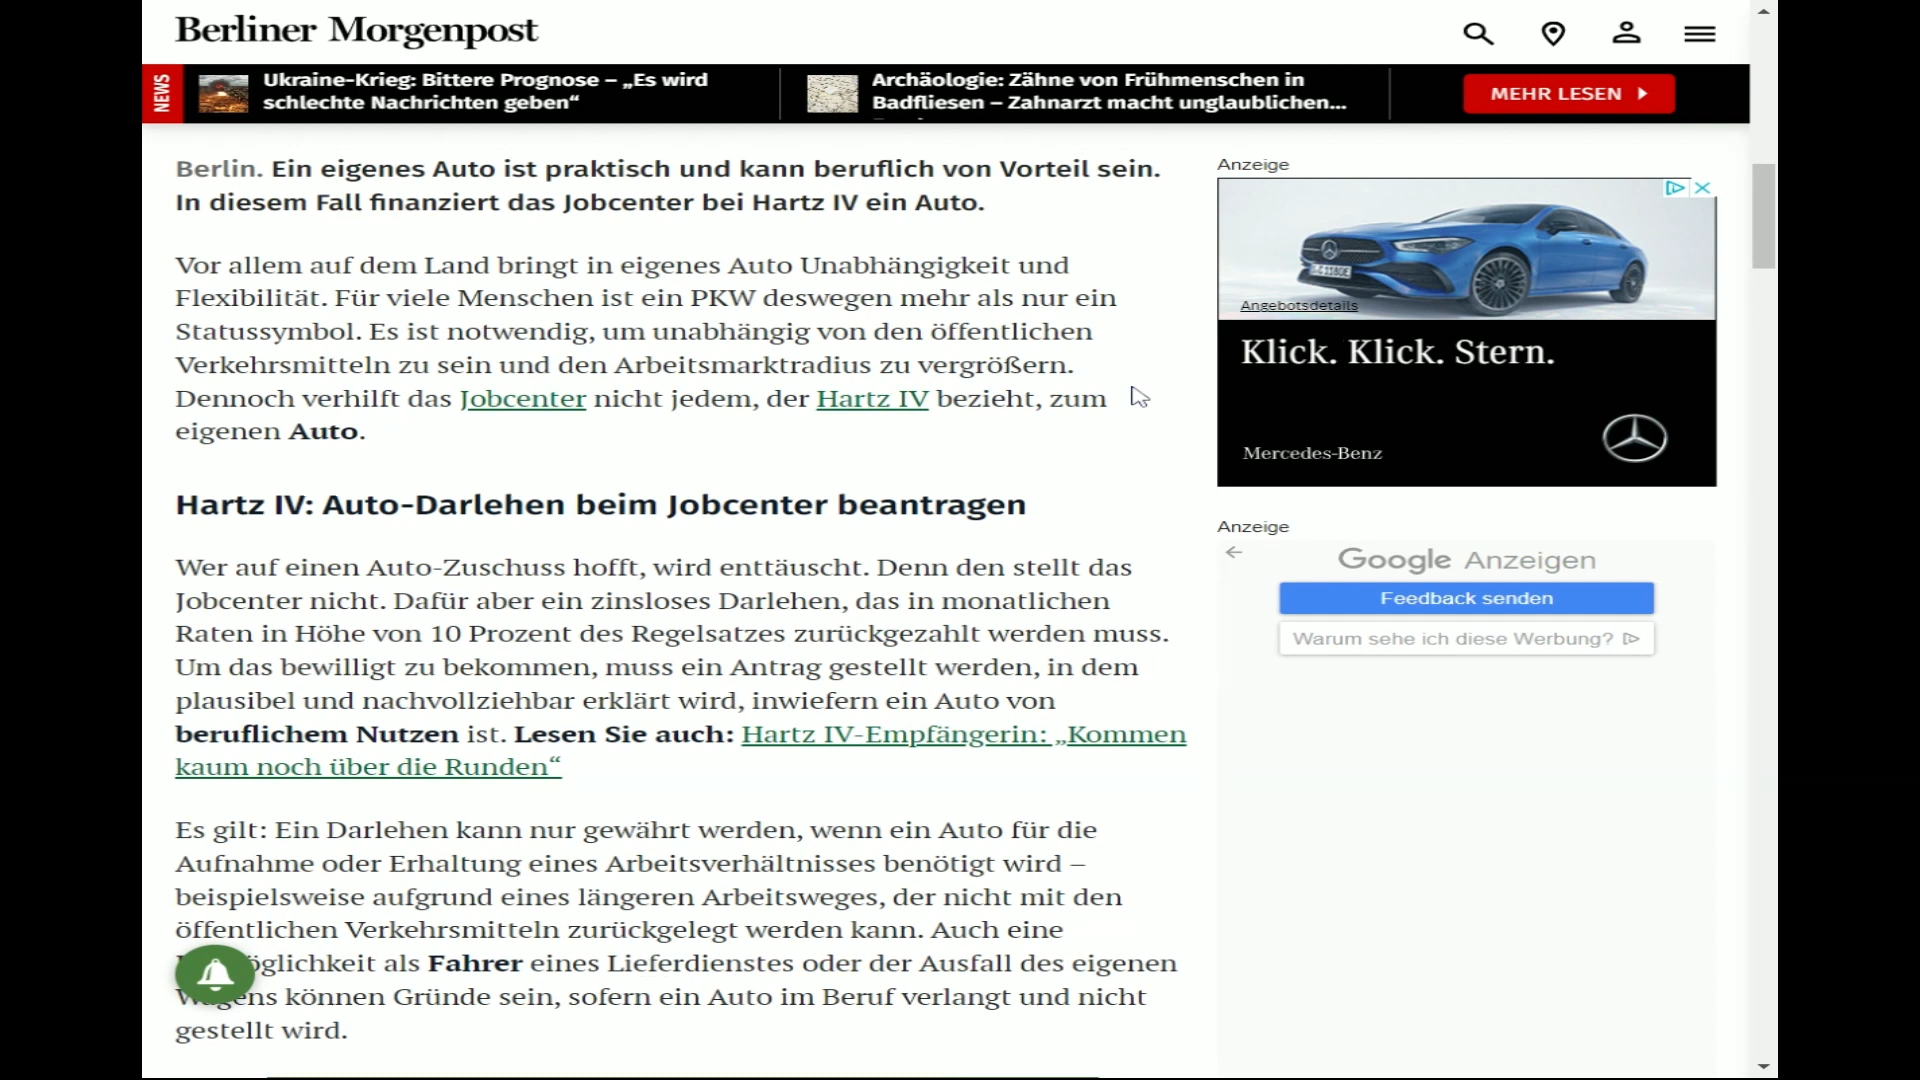 Berliner Morgenpost
NEWS
Ukraine-Krieg: Bittere Prognose – „Es wird
schlechte Nachrichten geben“
Archäologie: Zähne von Frühmenschen in
Badfliesen – Zahnarzt macht unglaublichen...
MEHR LESEN
Berlin. Ein eigenes Auto ist praktisch und kann beruflich von Vorteil sein.
In diesem Fall finanziert das Jobcenter bei Hartz IV ein Auto.
Vor allem auf dem Land bringt in eigenes Auto Unabhängigkeit und
Flexibilität. Für viele Menschen ist ein PKW deswegen mehr als nur ein
Statussymbol. Es ist notwendig, um unabhängig von den öffentlichen
Verkehrsmitteln zu sein und den Arbeitsmarktradius zu vergrößern.
Dennoch verhilft das Jobcenter nicht jedem, der Hartz IV bezieht, zum
eigenen Auto.
Hartz IV: Auto-Darlehen beim Jobcenter beantragen
Wer auf einen Auto-Zuschuss hofft, wird enttäuscht. Denn den stellt das
Jobcenter nicht. Dafür aber ein zinsloses Darlehen, das in monatlichen
Raten in Höhe von 10 Prozent des Regelsatzes zurückgezahlt werden muss.
Um das bewilligt zu bekommen, muss ein Antrag gestellt werden, in dem
plausibel und nachvollziehbar erklärt wird, inwiefern ein Auto von
beruflichem Nutzen ist. Lesen Sie auch: Hartz IV-Empfängerin: „Kommen
kaum noch über die Runden“
Es gilt: Ein Darlehen kann nur gewährt werden, wenn ein Auto für die
Aufnahme oder Erhaltung eines Arbeitsverhältnisses benötigt wird –
beispielsweise aufgrund eines längeren Arbeitsweges, der nicht mit den
öffentlichen Verkehrsmitteln zurückgelegt werden kann. Auch eine
öglichkeit als Fahrer eines Lieferdienstes oder der Ausfall des eigenen
Wagens können Gründe sein, sofern ein Auto im Beruf verlangt und nicht
gestellt wird.
Anzeige
Angebotsdetails
Klick. Klick. Stern.
Mercedes-Benz
Anzeige
Google Anzeigen
Feedback senden
Warum sehe ich diese Werbung?